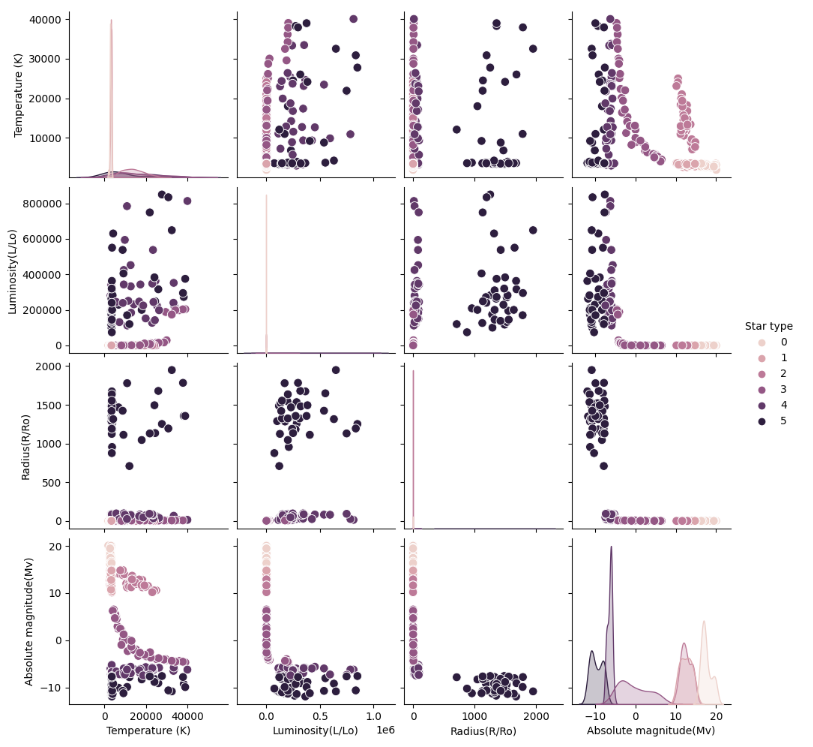 40000
30000
20000
10000
Temperature (K)
800000
600000
400000
200000
0
Luminosity(L/Lo)
2000
1500
1000
500
0
Radius(R/Ro)
20
10
0
−10
Absolute magnitude(Mv)
0 20000 40000
Temperature (K)
0.0 0.5 1.0
1e6
Luminosity(L/Lo)
0 1000 2000
Radius(R/Ro)
−10 0 10 20
Absolute magnitude(Mv)
Star type
0
1
2
3
4
5